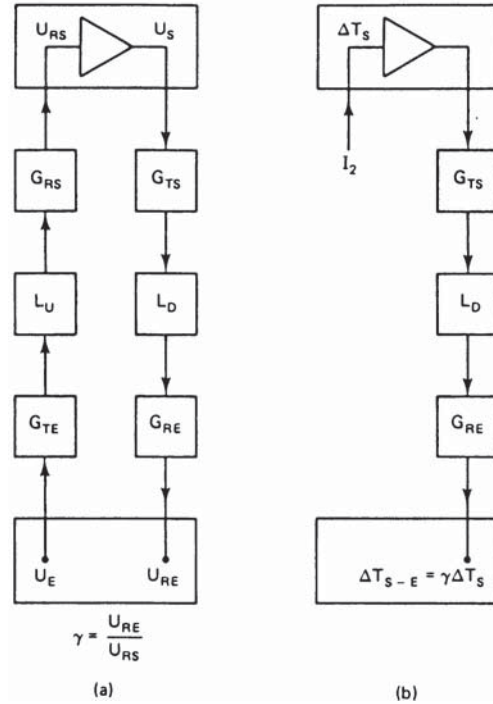 U_RS U_S
G_RS G_TS
L_U L_D
G_TE G_RE
U_E U_RE
γ = U_RE / U_RS
(a)
ΔT_S
I_2
G_TS
L_D
G_RE
ΔT_S-E = γΔT_S
(b)